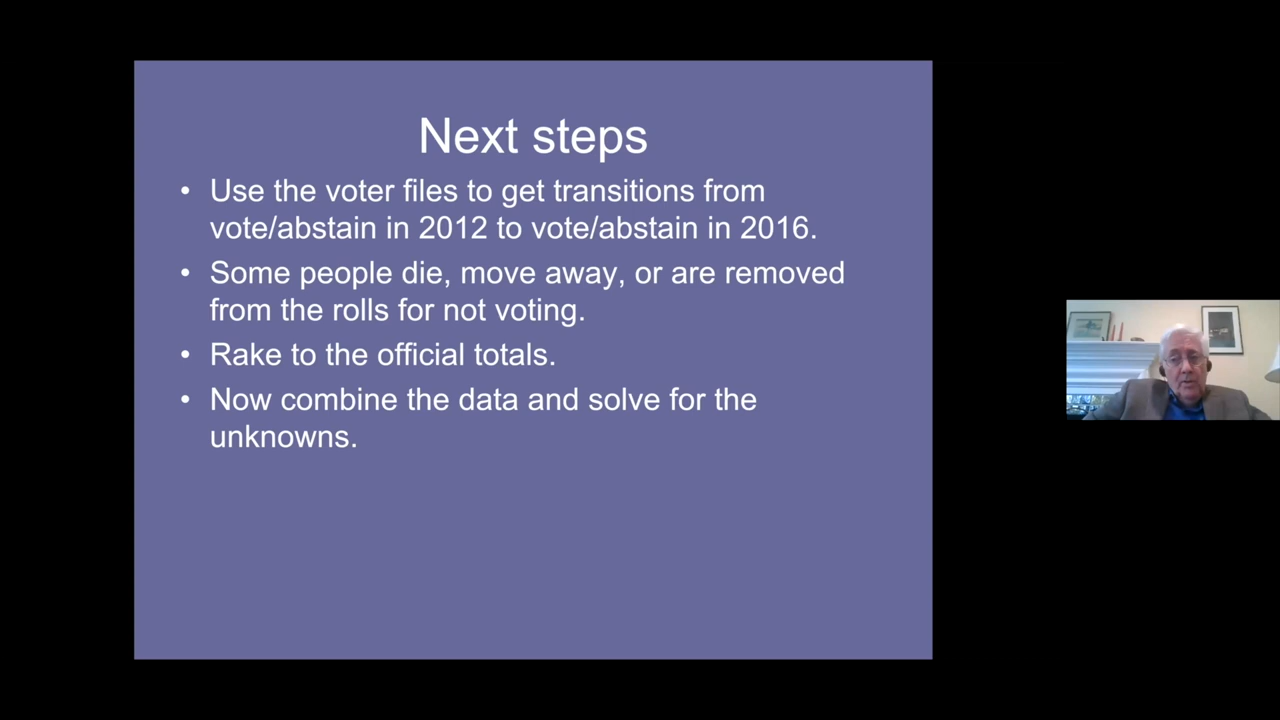 Next steps
• Use the voter files to get transitions from
vote/abstain in 2012 to vote/abstain in 2016.
• Some people die, move away, or are removed
from the rolls for not voting.
• Rake to the official totals.
• Now combine the data and solve for the
unknowns.